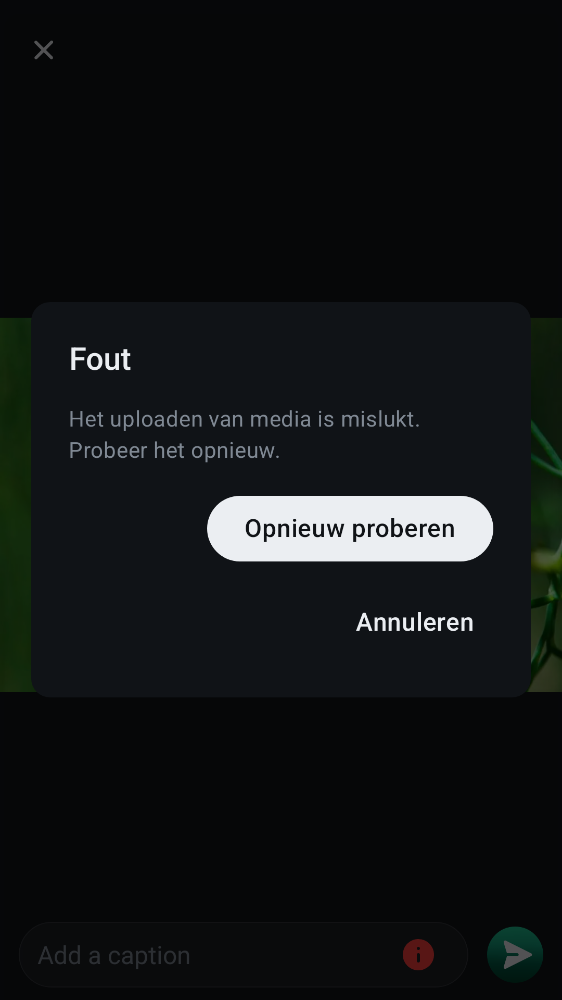 Fout
Het uploaden van media is mislukt.
Probeer het opnieuw.
Opnieuw proberen
Annuleren
Add a caption